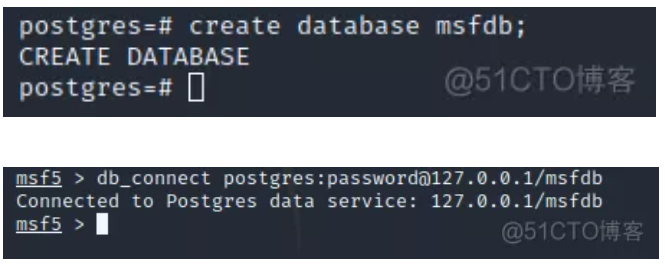 postgres=# create database msfdb;
CREATE DATABASE
postgres=#
@51CTO博客
msf5 > db_connect postgres:password@127.0.0.1/msfdb
Connected to Postgres data service: 127.0.0.1/msfdb
msf5 >
@51CTO博客